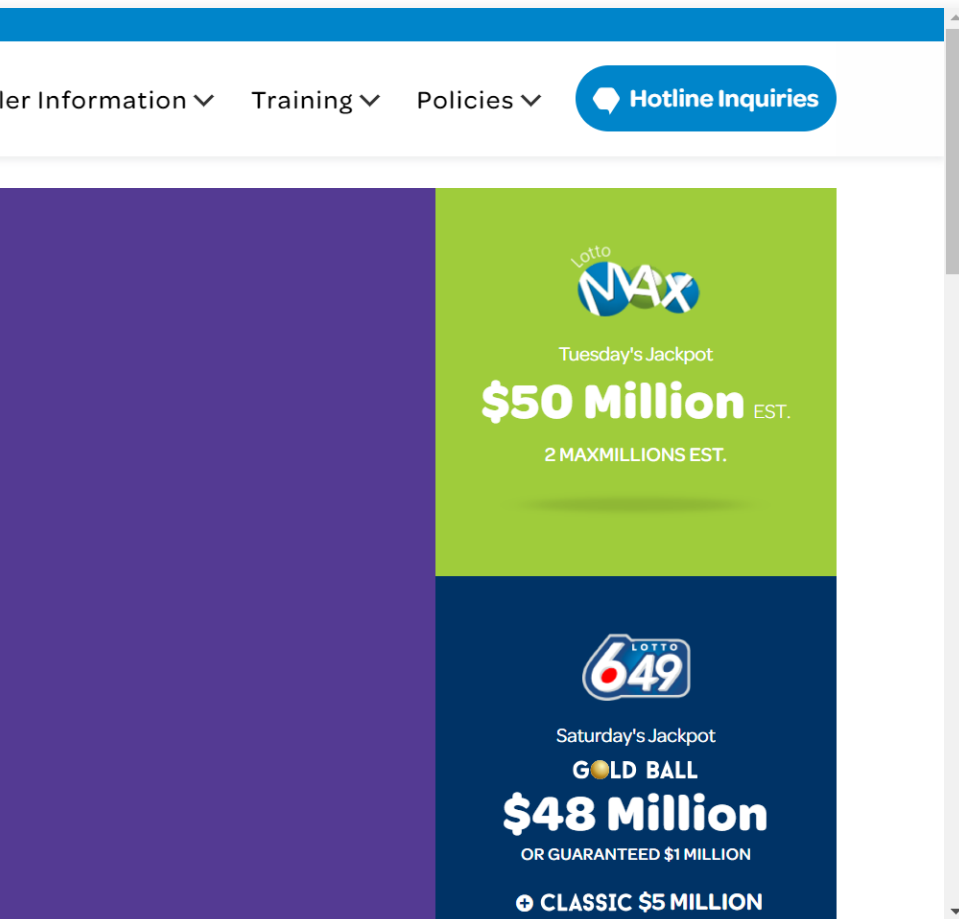 ler Information
Training
Policies
Hotline Inquiries
Lotto
MAX
Tuesday's Jackpot
$50 Million EST.
2 MAXMILLIONS EST.
LOTTO
649
Saturday's Jackpot
GOLD BALL
$48 Million
OR GUARANTEED $1 MILLION
CLASSIC $5 MILLION